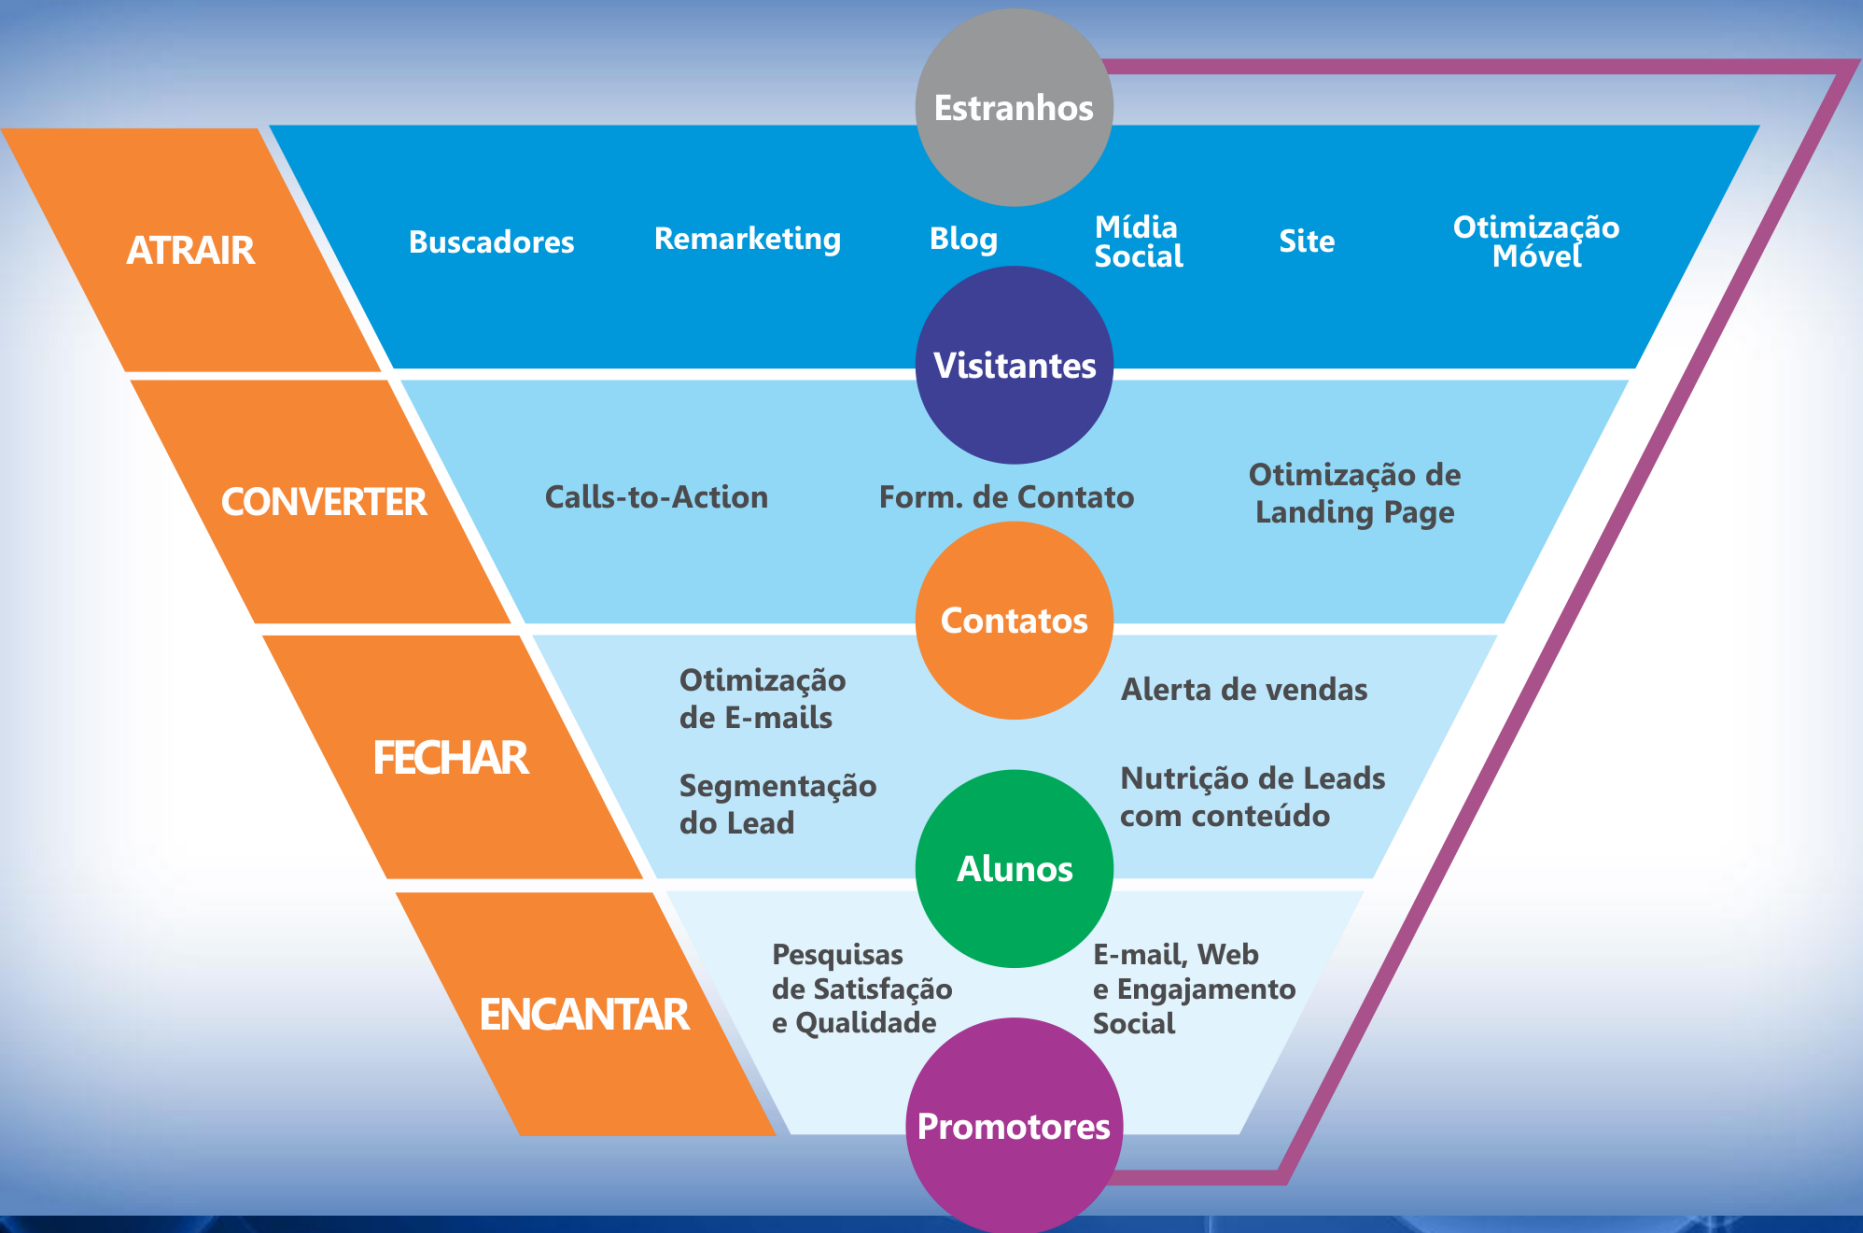 Estranhos
ATRAIR
Buscadores
Remarketing
Blog
Mídia
Social
Site
Otimização
Móvel
Visitantes
CONVERTER
Calls-to-Action
Form. de Contato
Otimização de
Landing Page
Contatos
FECHAR
Otimização
de E-mails
Segmentação
do Lead
Alerta de vendas
Nutrição de Leads
com conteúdo
Alunos
ENCANTAR
Pesquisas
de Satisfação
e Qualidade
E-mail, Web
e Engajamento
Social
Promotores